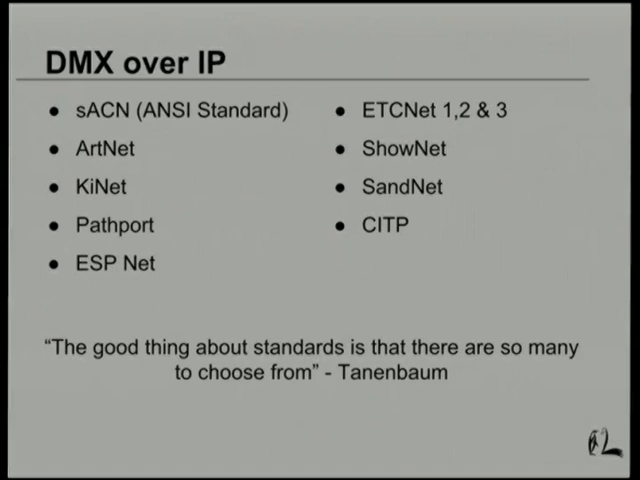 DMX over IP
● sACN (ANSI Standard)
● ArtNet
● KiNet
● Pathport
● ESP Net
● ETCNet 1,2 & 3
● ShowNet
● SandNet
● CITP
“The good thing about standards is that there are so many
to choose from” - Tanenbaum